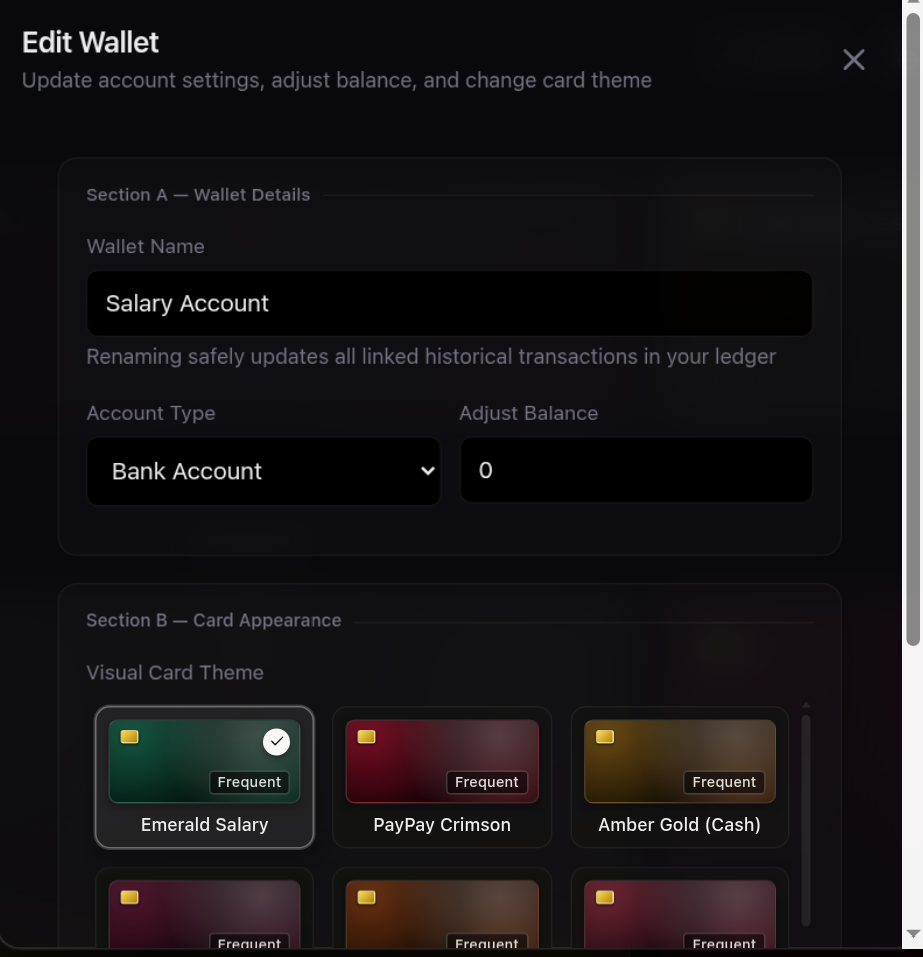 Edit Wallet
Update account settings, adjust balance, and change card theme
Section A — Wallet Details
Wallet Name
Salary Account
Renaming safely updates all linked historical transactions in your ledger
Account Type
Adjust Balance
Bank Account
0
Section B — Card Appearance
Visual Card Theme
Frequent
Frequent
Frequent
Emerald Salary
PayPay Crimson
Amber Gold (Cash)
Frequent
Frequent
Frequent